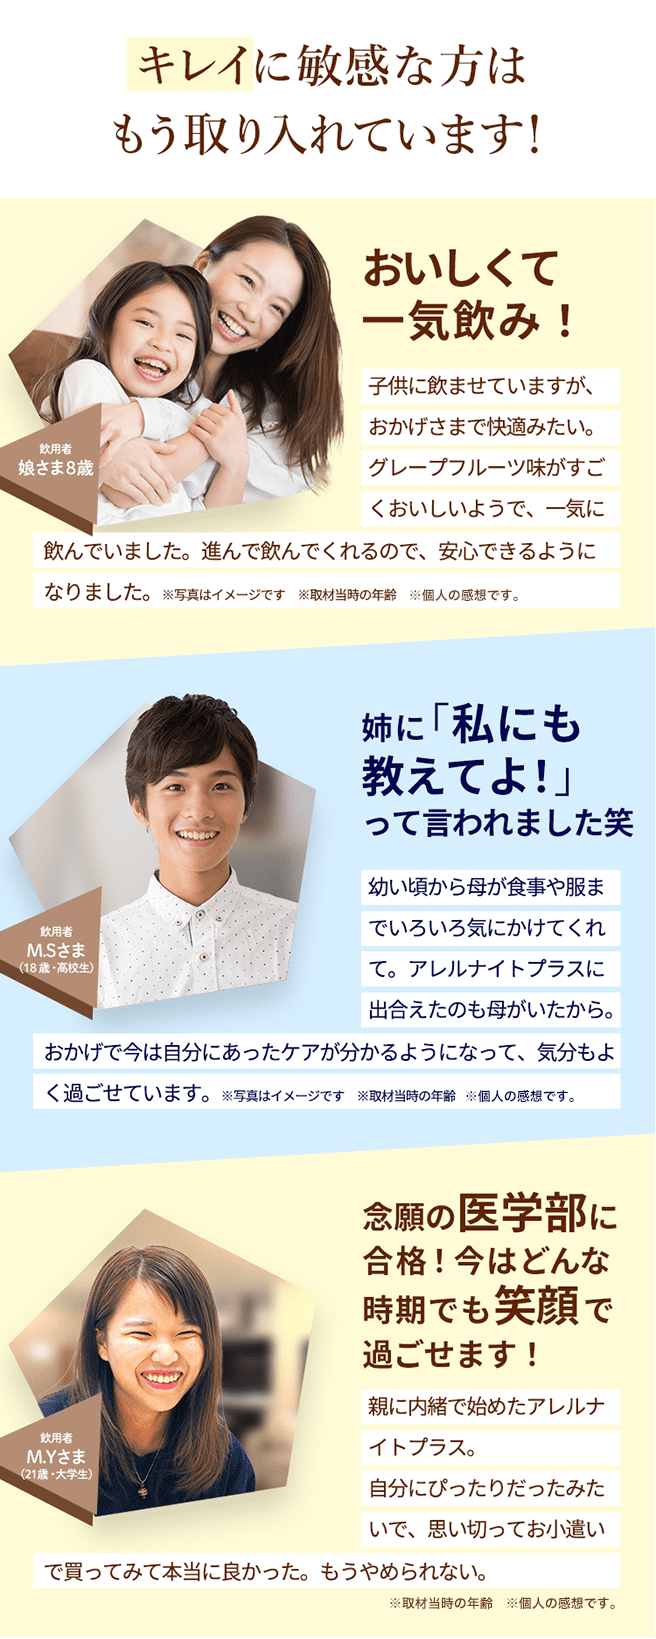 キレイに敏感な方は
もう取り入れています!
おいしくて
一気飲み！
飲用者
娘さま8歳
子供に飲ませていますが、
おかげさまで快適みたい。
グレープフルーツ味がすご
くおいしいようで、一気に
飲んでいました。進んで飲んでくれるので、安心できるように
なりました。※写真はイメージです　※取材当時の年齢　※個人の感想です。
姉に「私にも
教えてよ!」
って言われました笑
飲用者
M.Sさま
（18歳・高校生）
幼い頃から母が食事や服ま
でいろいろ気にかけてくれ
て。アレルナイトプラスに
出合えたのも母がいたから。
おかげで今は自分にあったケアが分かるようになって、気分もよ
く過ごせています。※写真はイメージです　※取材当時の年齢　※個人の感想です。
念願の医学部に
合格！今はどんな
時期でも笑顔で
過ごせます！
飲用者
M.Yさま
（21歳・大学生）
親に内緒で始めたアレルナ
イトプラス。
自分にぴったりだったみた
いで、思い切ってお小遣い
で買ってみて本当に良かった。もうやめられない。
※取材当時の年齢　※個人の感想です。